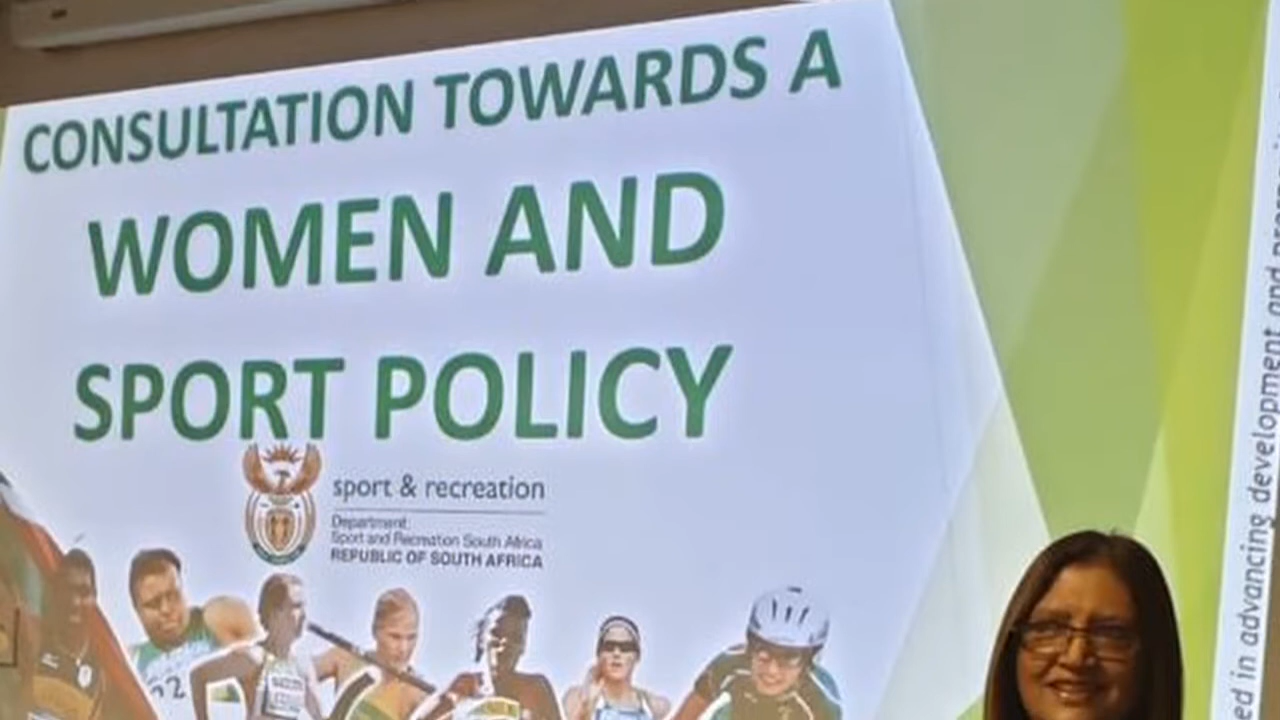 CONSULTATION TOWARDS A
WOMEN AND
SPORT POLICY
sport & recreation
Department:
Sport and Recreation South Africa
REPUBLIC OF SOUTH AFRICA
22
ed in advancing development and